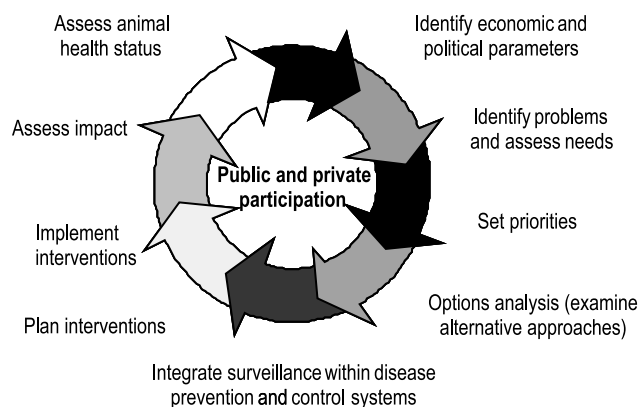 Assess animal
health status
Identify economic and
political parameters
Identify problems
and assess needs
Set priorities
Options analysis (examine
alternative approaches)
Integrate surveillance within disease
prevention and control systems
Plan interventions
Implement
interventions
Assess impact
Public and private
participation